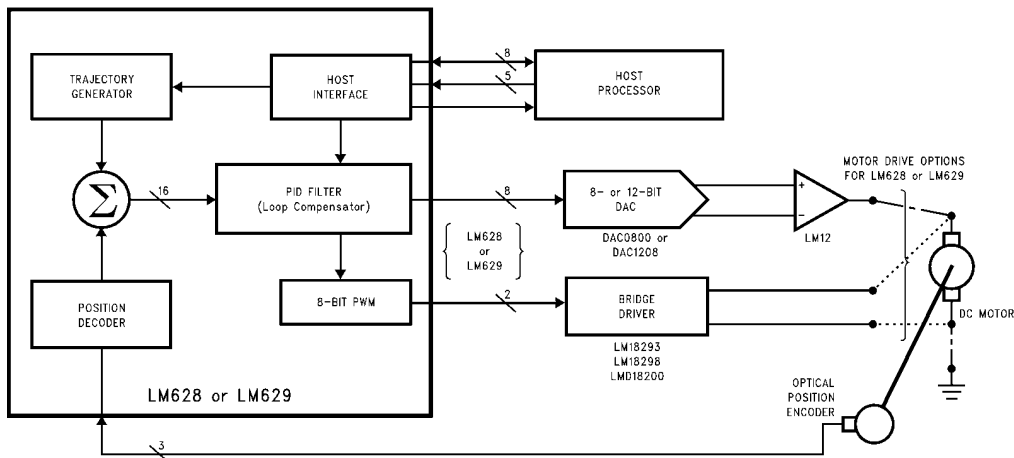 TRAJECTORY
GENERATOR
HOST
INTERFACE
8
5
HOST
PROCESSOR
Σ
16
PID FILTER
(Loop Compensator)
8
8- or 12-BIT
DAC
DAC0800 or
DAC1208
+
−
LM12
MOTOR DRIVE OPTIONS
FOR LM628 or LM629
LM628
or
LM629
POSITION
DECODER
8-BIT PWM
2
BRIDGE
DRIVER
LM18293
LM18298
LMD18200
DC MOTOR
LM628 or LM629
OPTICAL
POSITION
ENCODER
3